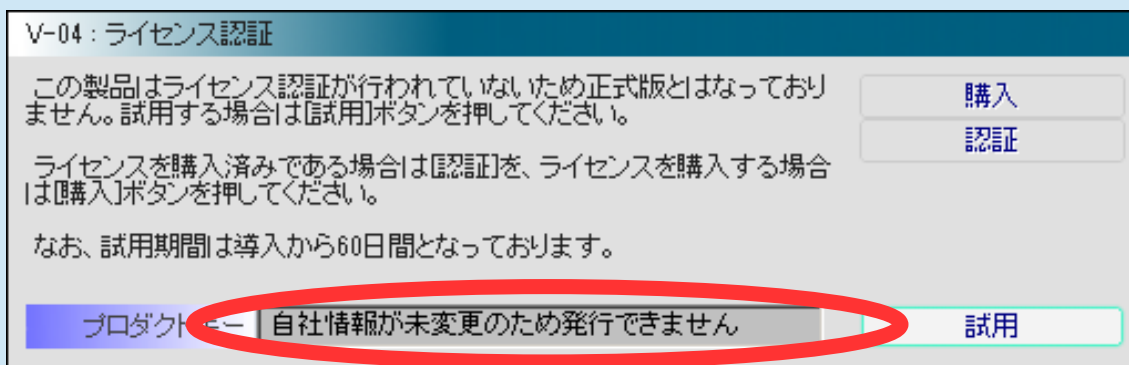 V-04：ライセンス認証
この製品はライセンス認証が行われていないため正式版とはなっており
ません。試用する場合は[試用]ボタンを押してください。
購入
認証
ライセンスを購入済みである場合は[認証]を、ライセンスを購入する場合
は[購入]ボタンを押してください。
なお、試用期間は導入から60日間となっております。
プロダクトキー
自社情報が未変更のため発行できません
試用